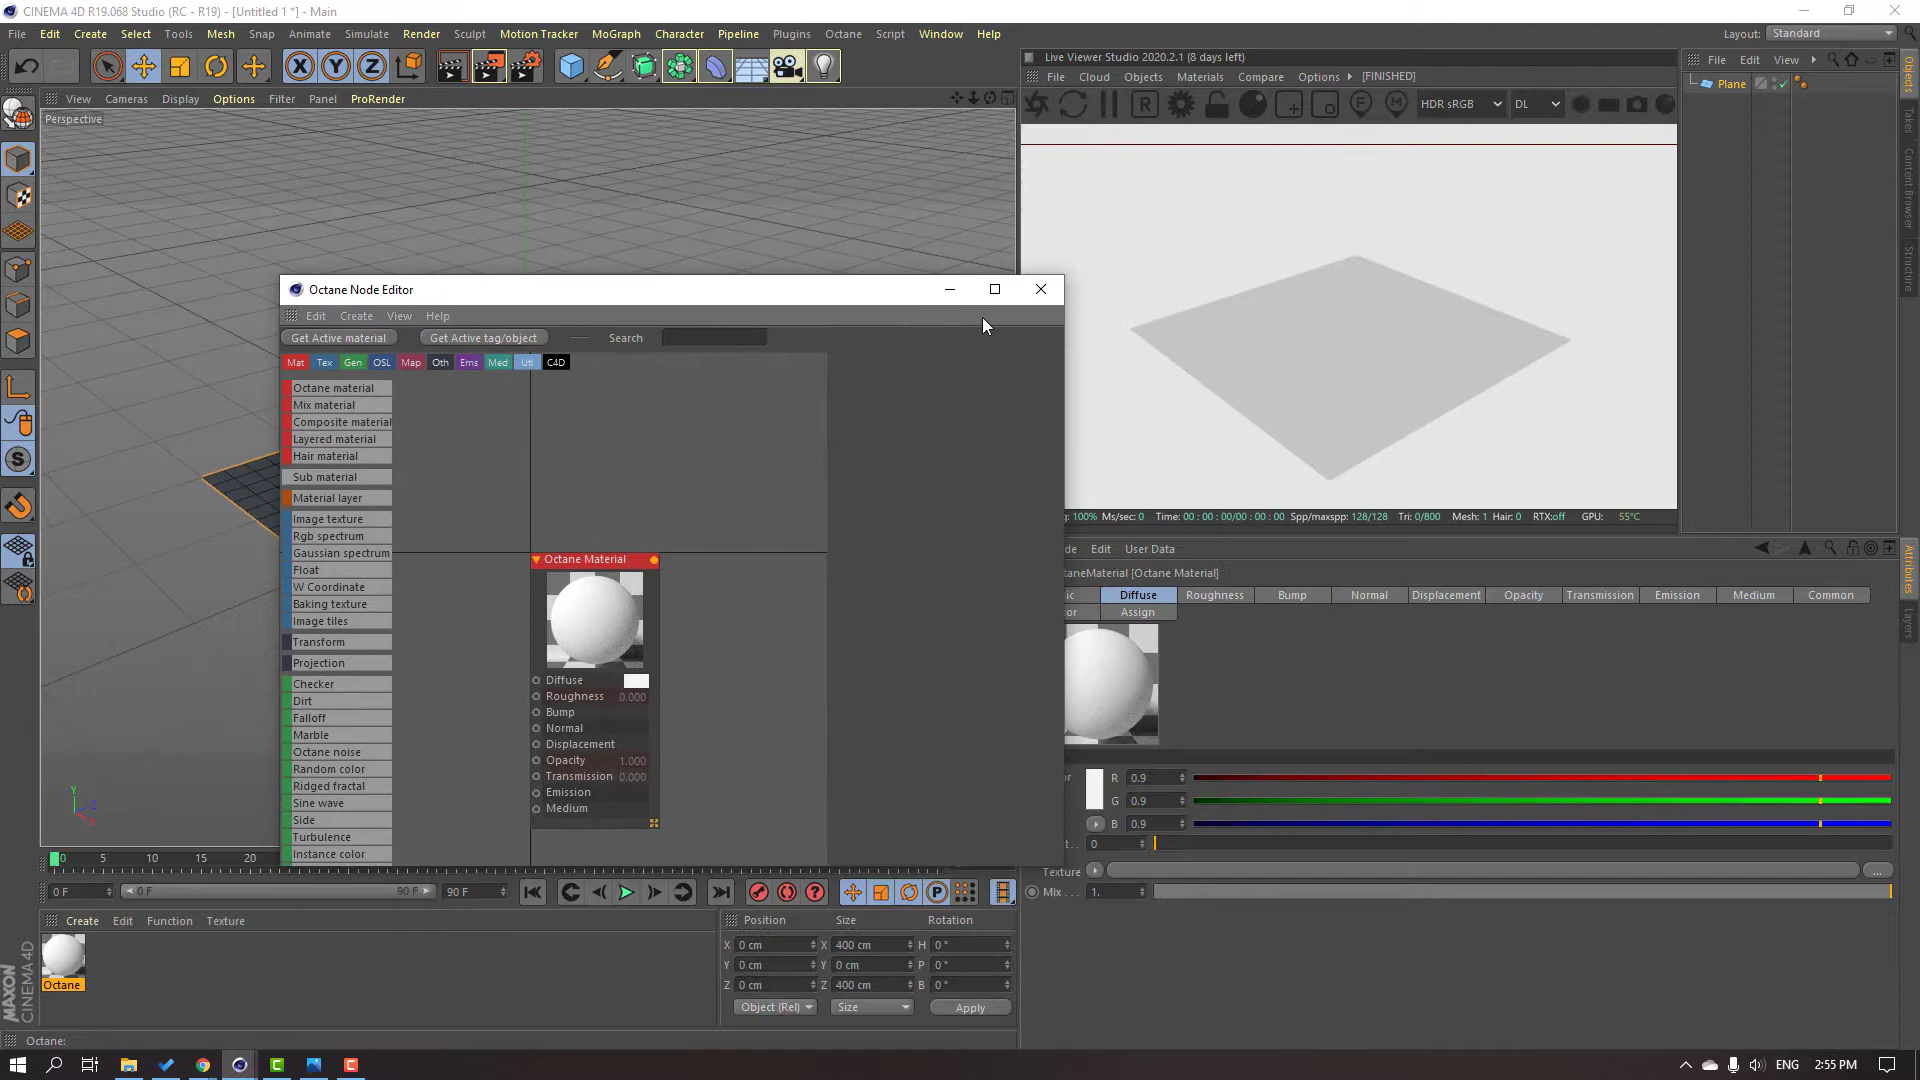 CINEMA 4D R19.068 Studio (RC - R19) - [Untitled 1 *] - Main
File Edit Create Select Tools Mesh Snap Animate Simulate Render Sculpt Motion Tracker MoGraph Character Pipeline Plugins Octane Script Window Help
Layout: Standard
Live Viewer Studio 2020.2.1 (8 days left)
File Edit View
File Cloud Objects Materials Compare Options [FINISHED]
Plane
HDR sRGB DL
View Cameras Display Options Filter Panel ProRender
Perspective
Objects
Takes
Content Browser
Structure
Octane Node Editor
Edit Create View Help
Get Active material Get Active tag/object Search
Mat Tex Gen OSL Map Oth Ems Med Utl C4D
Octane material
Mix material
Composite material
Layered material
Hair material
Sub material
Material layer
Image texture
Rgb spectrum
Gaussian spectrum
Float
W Coordinate
Baking texture
Image tiles
Transform
Projection
Checker
Dirt
Falloff
Marble
Octane noise
Random color
Ridged fractal
Sine wave
Side
Turbulence
Instance color
Octane Material
Diffuse
Roughness 0.000
Bump
Normal
Displacement
Opacity 1.000
Transmission 0.000
Emission
Medium
g: 100% Ms/sec: 0 Time: 00 : 00 : 00/00 : 00 : 00 Spp/maxspp: 128/128 Tri: 0/800 Mesh: 1 Hair: 0 RTX:off GPU: 55°C
de Edit User Data
taneMaterial [Octane Material]
ic Diffuse Roughness Bump Normal Displacement Opacity Transmission Emission Medium Common
tor Assign
Attributes
Layers
or R 0.9
G 0.9
B 0.9
t. 0
Texture ...
Mix . . . 1.
Y
Z
X
0 5 10 15 20 25
0 F 0 F 90 F 90 F
Create Edit Function Texture
Octane
Position Size Rotation
X 0 cm X 400 cm H 0 °
Y 0 cm Y 0 cm P 0 °
Z 0 cm Z 400 cm B 0 °
Object (Rel) Size Apply
MAXON
CINEMA 4D
Octane:
ENG 2:55 PM